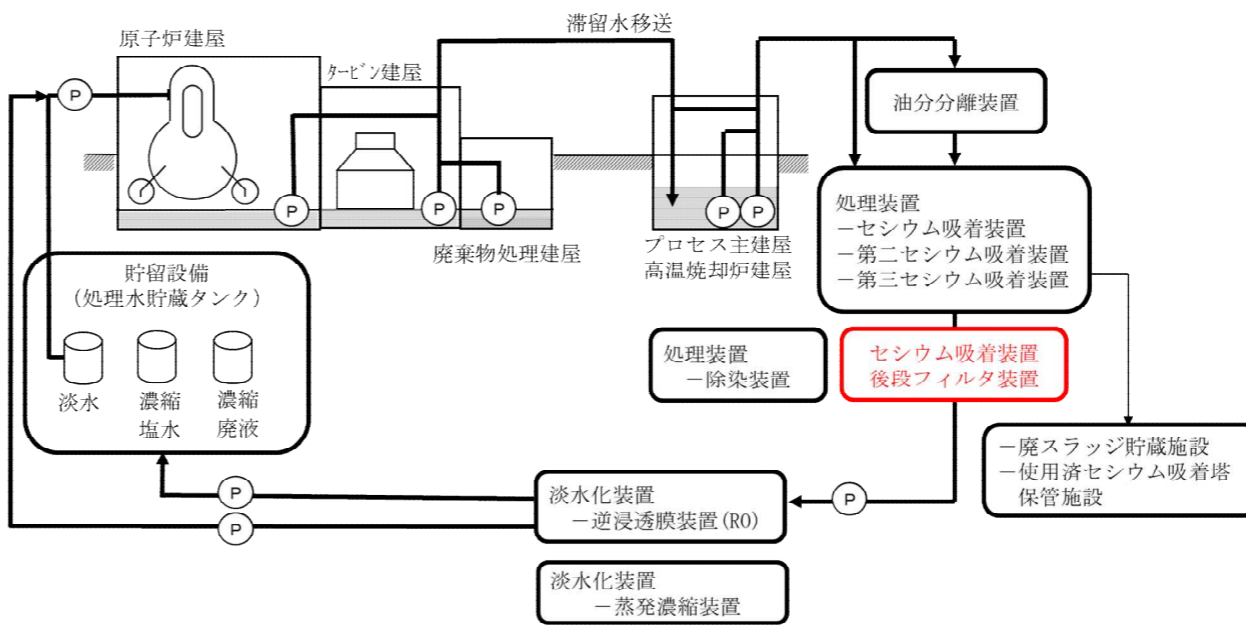 原子炉建屋
滞留水移送
ﾀｰﾋﾞﾝ建屋
P
油分分離装置
P
P
P
P
P
廃棄物処理建屋
プロセス主建屋
高温焼却炉建屋
処理装置
－セシウム吸着装置
－第二セシウム吸着装置
－第三セシウム吸着装置
貯留設備
（処理水貯蔵タンク）
淡水
濃縮
塩水
濃縮
廃液
処理装置
－除染装置
セシウム吸着装置
後段フィルタ装置
－廃スラッジ貯蔵施設
－使用済セシウム吸着塔
保管施設
P
P
P
淡水化装置
－逆浸透膜装置(RO)
淡水化装置
－蒸発濃縮装置